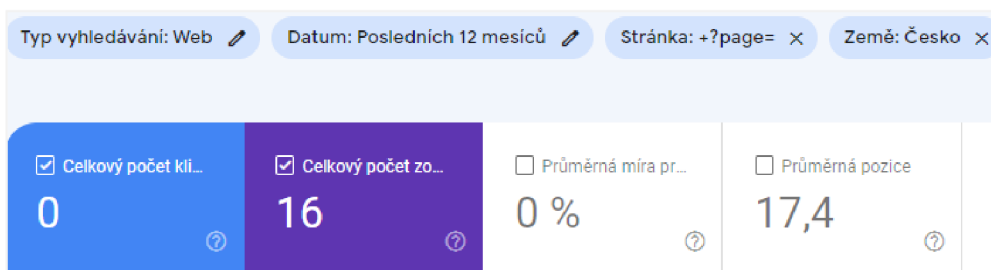 Typ vyhledávání: Web Datum: Posledních 12 měsíců Stránka: +?page= Země: Česko
Celkový počet kli... Celkový počet zo... Průměrná míra pr... Průměrná pozice
0 16 0 % 17,4